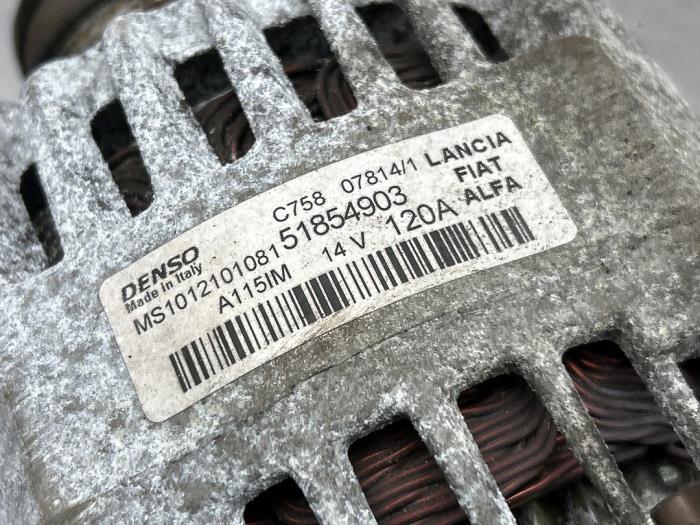 DENSO
Made in Italy
C758 07814/1 LANCIA
FIAT
ALFA
MS1012101081 51854903
A115IM 14 V 120A